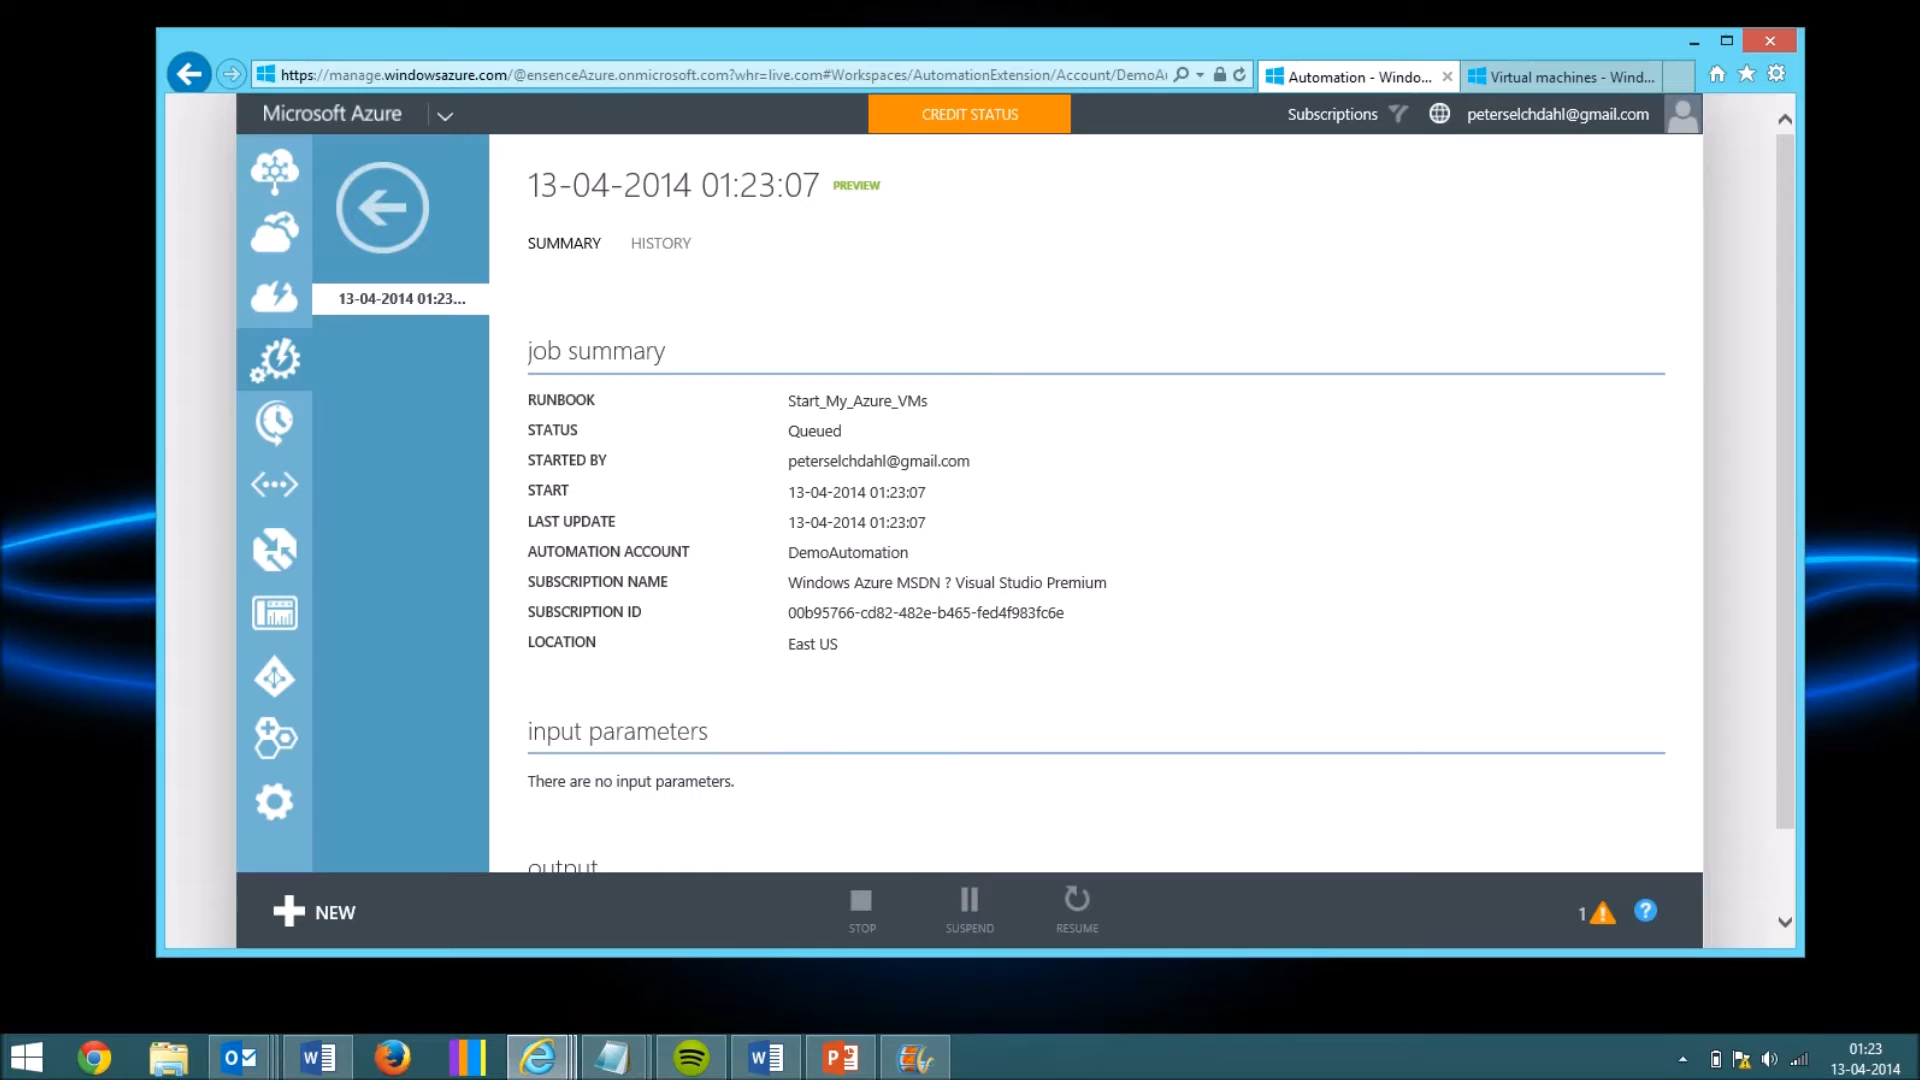 https://manage.windowsazure.com/@ensenceAzure.onmicrosoft.com?whr=live.com#Workspaces/AutomationExtension/Account/DemoAu
Automation - Windo...
Virtual machines - Wind...
Microsoft Azure
CREDIT STATUS
Subscriptions
peterselchdahl@gmail.com
13-04-2014 01:23:07 PREVIEW
SUMMARY HISTORY
13-04-2014 01:23...
job summary
RUNBOOK Start_My_Azure_VMs
STATUS Queued
STARTED BY peterselchdahl@gmail.com
START 13-04-2014 01:23:07
LAST UPDATE 13-04-2014 01:23:07
AUTOMATION ACCOUNT DemoAutomation
SUBSCRIPTION NAME Windows Azure MSDN ? Visual Studio Premium
SUBSCRIPTION ID 00b95766-cd82-482e-b465-fed4f983fc6e
LOCATION East US
input parameters
There are no input parameters.
output
NEW
STOP
SUSPEND
RESUME
1
01:23
13-04-2014